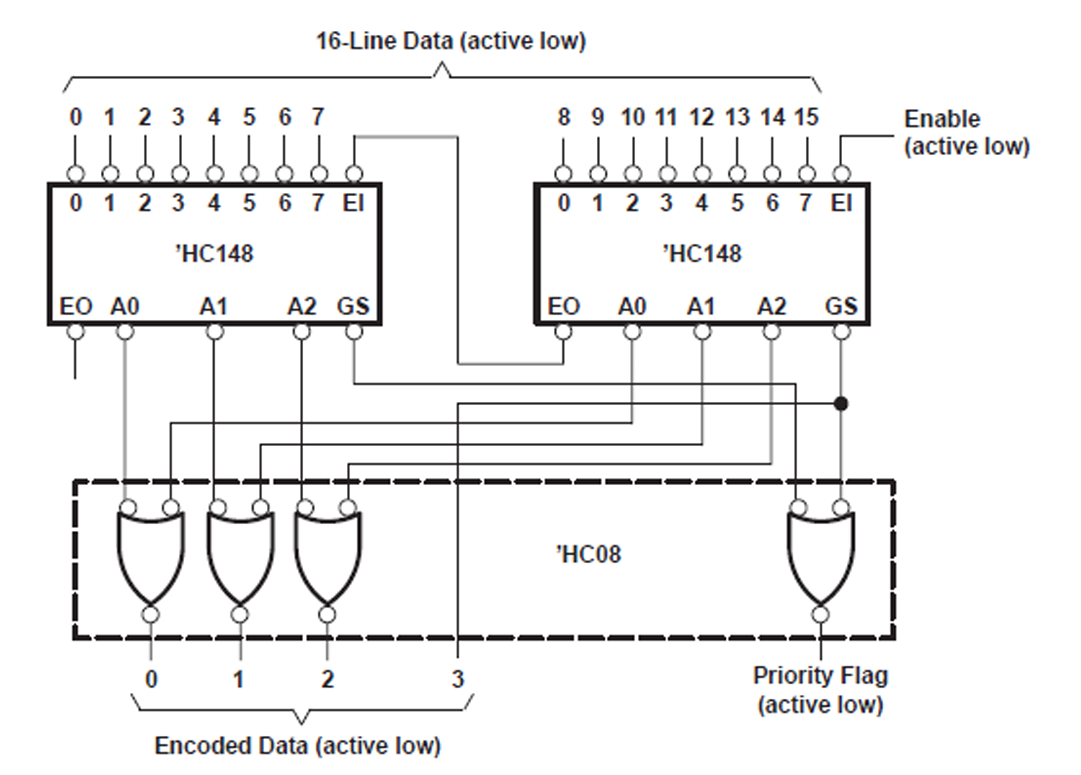 16-Line Data (active low)
0 1 2 3 4 5 6 7
8 9 10 11 12 13 14 15
Enable
(active low)
0 1 2 3 4 5 6 7 EI
0 1 2 3 4 5 6 7 EI
’HC148
’HC148
EO A0 A1 A2 GS
EO A0 A1 A2 GS
’HC08
0 1 2 3
Priority Flag
(active low)
Encoded Data (active low)